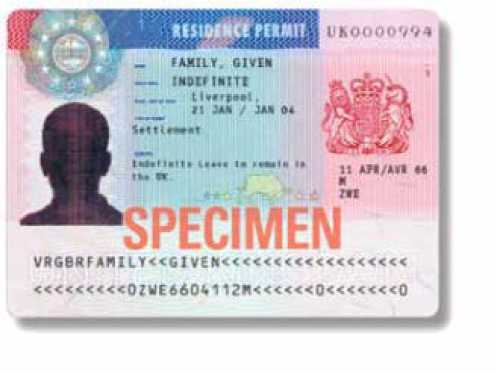 RESIDENCE PERMIT UK0000994
FAMILY, GIVEN
INDEFINITE
Liverpool,
21 JAN / JAN 04
Settlement
Indefinite Leave to remain in
the UK.
11 APR/AVR 66
M
ZWE
SPECIMEN
VRGBRFAMILY<<GIVEN<<<<<<<<<<<<<<<<<<<
<<<<<<<<<0ZWE6604112M<<<<<<0<<<<<<<0